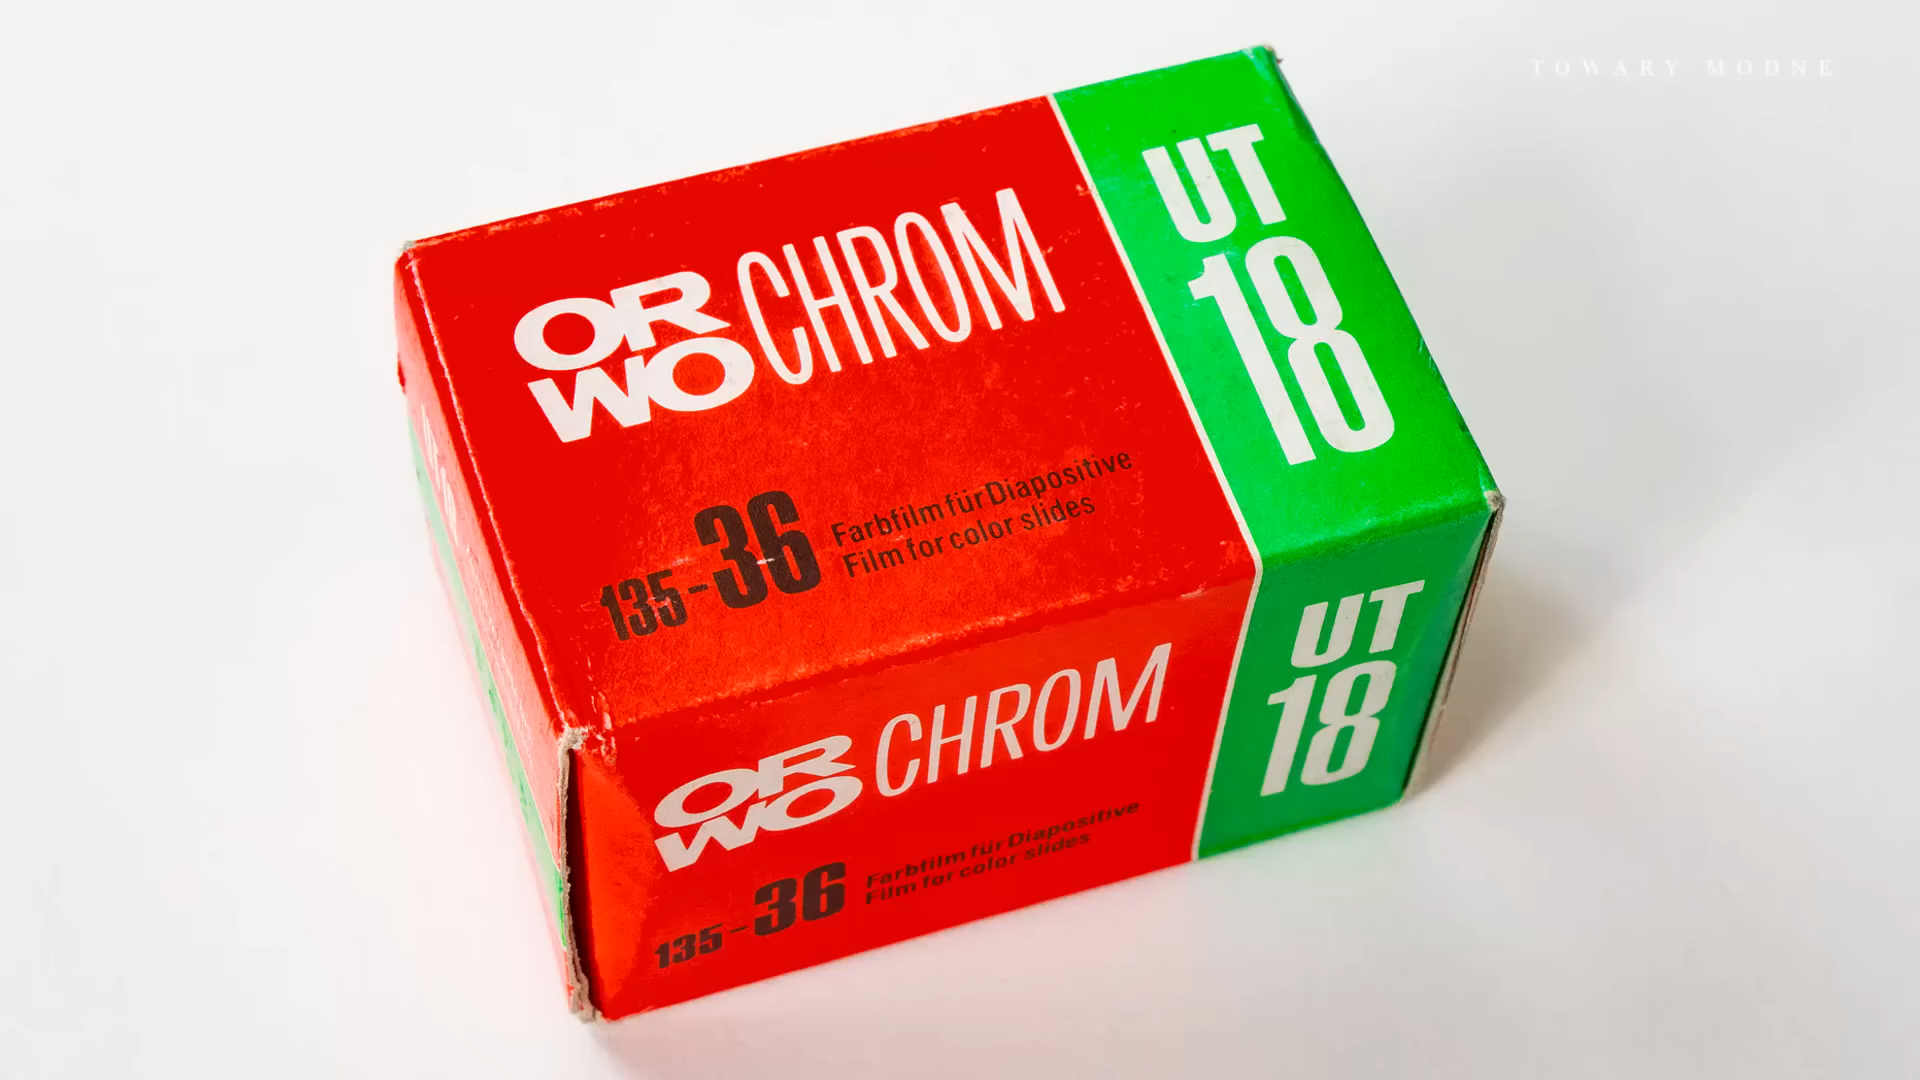 TOWARY MODNE
OR
WO CHROM
UT
18
135-36
Farbfilm für Diapositive
Film for color slides
OR
WO CHROM
UT
18
135-36
Farbfilm für Diapositive
Film for color slides